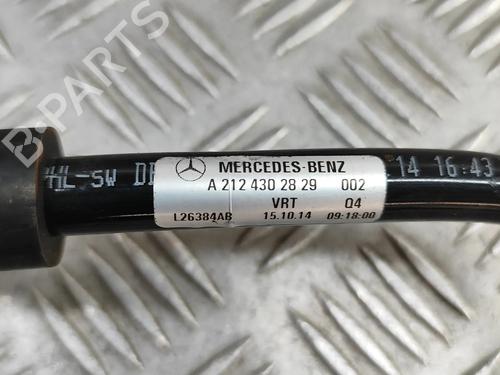 B-PARTS
HL-5W
MERCEDES-BENZ
A 212 430 28 29 002
VRT Q4
L26384AB 15.10.14 09:18:00
14 16:43